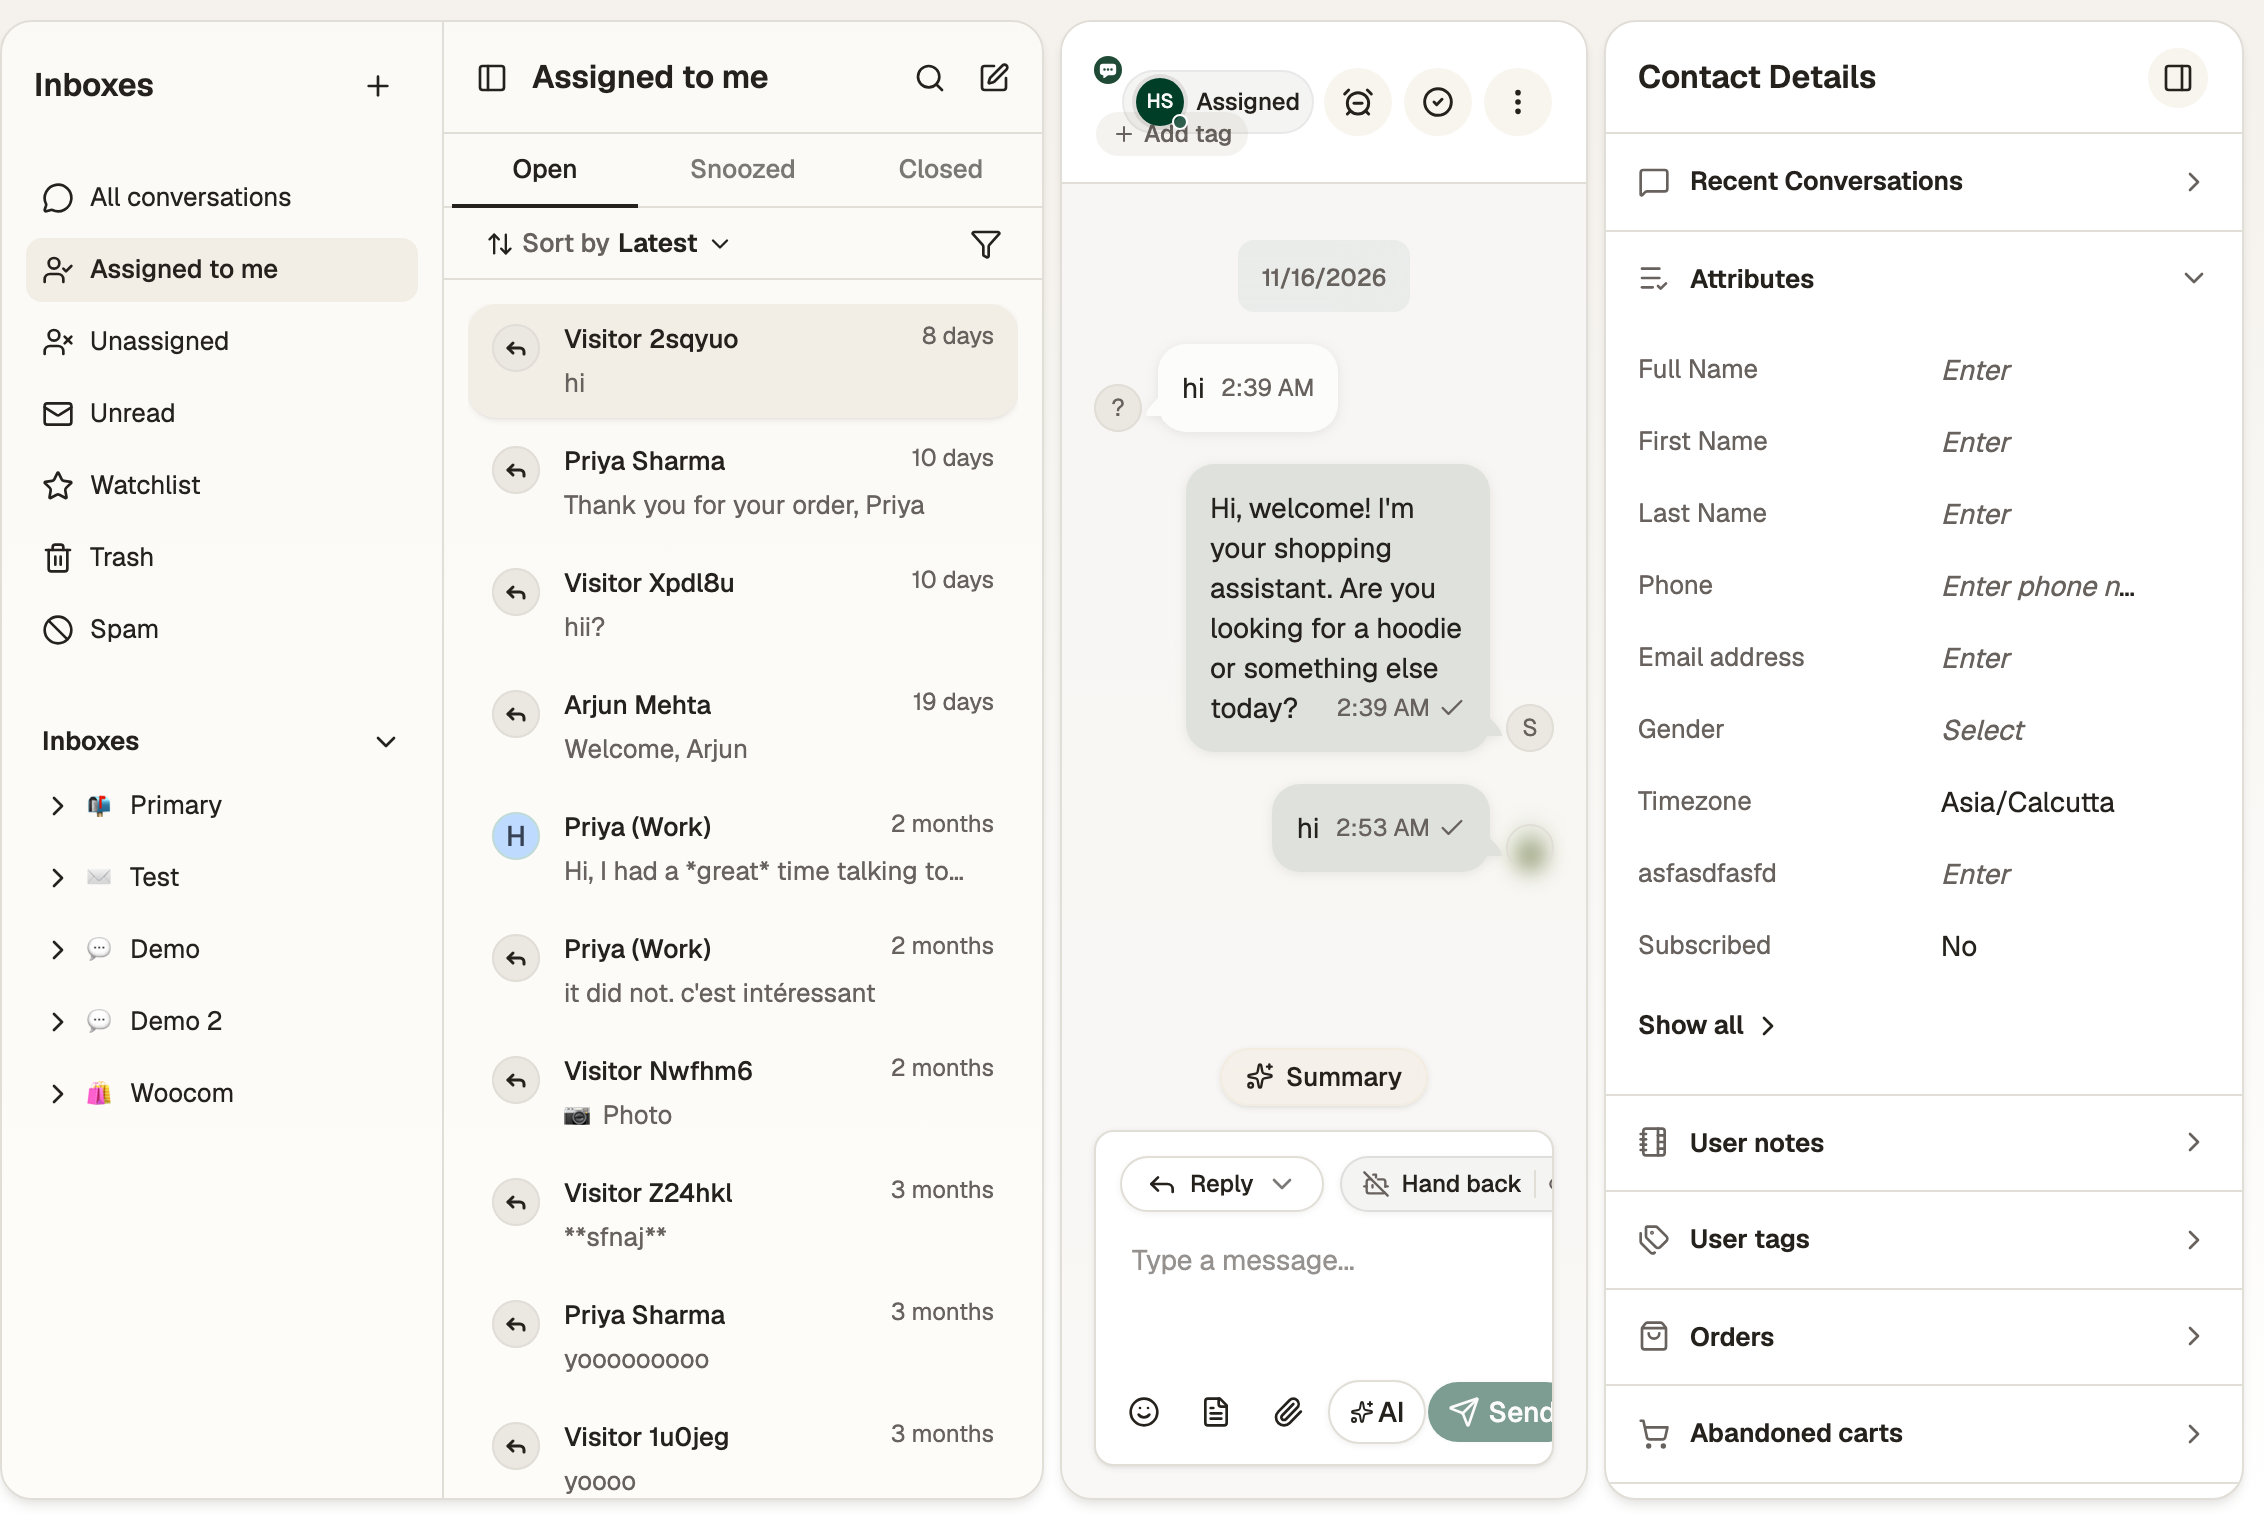 Inboxes
All conversations
Assigned to me
Unassigned
Unread
Watchlist
Trash
Spam
Inboxes
Primary
Test
Demo
Demo 2
Woocom
Assigned to me
Open Snoozed Closed
Sort by Latest
Visitor 2sqyuo 8 days
hi
Priya Sharma 10 days
Thank you for your order, Priya
Visitor Xpdl8u 10 days
hii?
Arjun Mehta 19 days
Welcome, Arjun
H Priya (Work) 2 months
Hi, I had a *great* time talking to...
Priya (Work) 2 months
it did not. c'est intéressant
Visitor Nwfhm6 2 months
Photo
Visitor Z24hkl 3 months
**sfnaj**
Priya Sharma 3 months
yooooooooo
Visitor 1u0jeg 3 months
yoooo
HS Assigned
+ Add tag
11/16/2026
? hi 2:39 AM
Hi, welcome! I'm
your shopping
assistant. Are you
looking for a hoodie
or something else
today? 2:39 AM
S
hi 2:53 AM
Summary
Reply Hand back
Type a message...
AI Send
Contact Details
Recent Conversations
Attributes
Full Name Enter
First Name Enter
Last Name Enter
Phone Enter phone n...
Email address Enter
Gender Select
Timezone Asia/Calcutta
asfasdfasfd Enter
Subscribed No
Show all
User notes
User tags
Orders
Abandoned carts